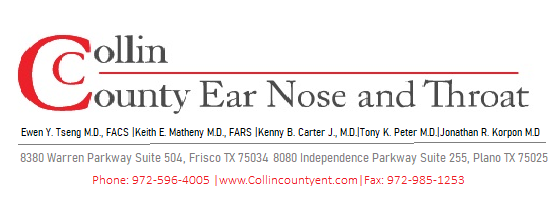 Collin
County Ear Nose and Throat
Ewen Y. Tseng M.D., FACS |Keith E. Matheny M.D., FARS |Kenny B. Carter J., M.D.|Tony K. Peter M.D.|Jonathan R. Korpon M.D
8380 Warren Parkway Suite 504, Frisco TX 75034 8080 Independence Parkway Suite 255, Plano TX 75025
Phone: 972-596-4005 |www.Collincountyent.com|Fax: 972-985-1253